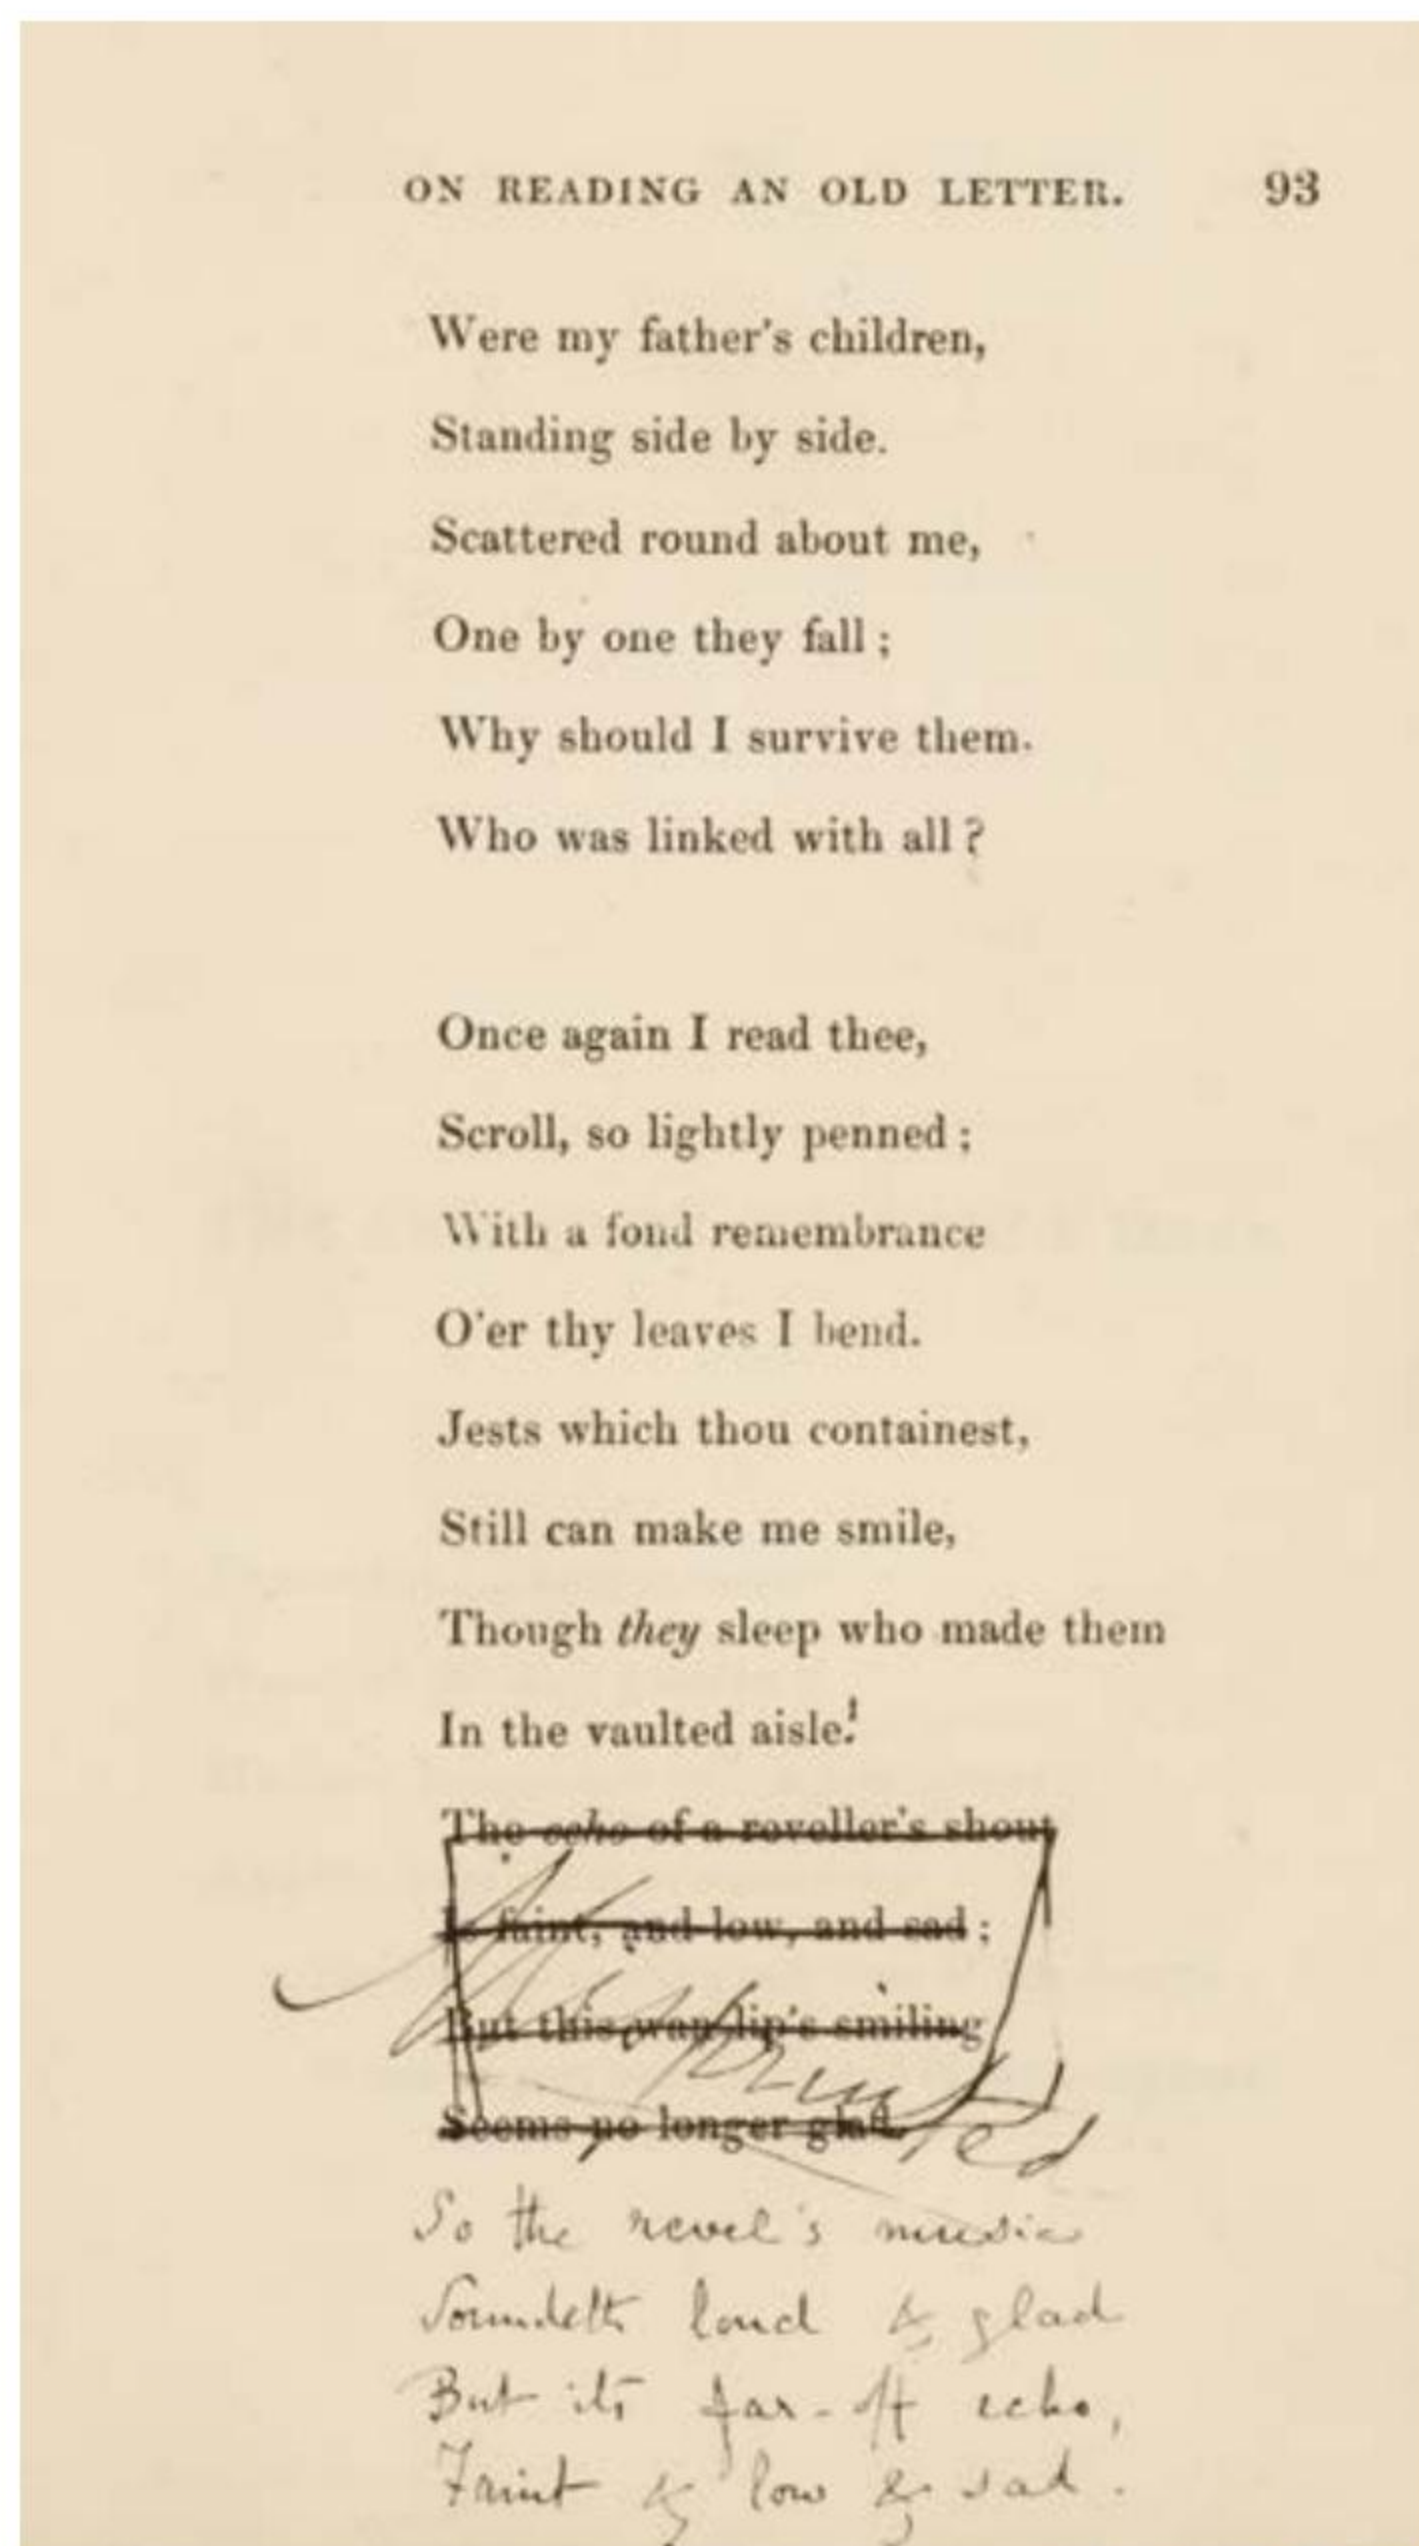 ON READING AN OLD LETTER. 93
Were my father's children,
Standing side by side.
Scattered round about me,
One by one they fall ;
Why should I survive them.
Who was linked with all ?
Once again I read thee,
Scroll, so lightly penned ;
With a fond remembrance
O'er thy leaves I bend.
Jests which thou containest,
Still can make me smile,
Though they sleep who made them
In the vaulted aisle.!
The echo of a reveller's shout
Is faint, and low, and sad ;
But this wan lip's smiling
Seems no longer glad.
So the revel's music
Soundeth loud & glad
But its far-off echo,
Faint & low & sad.